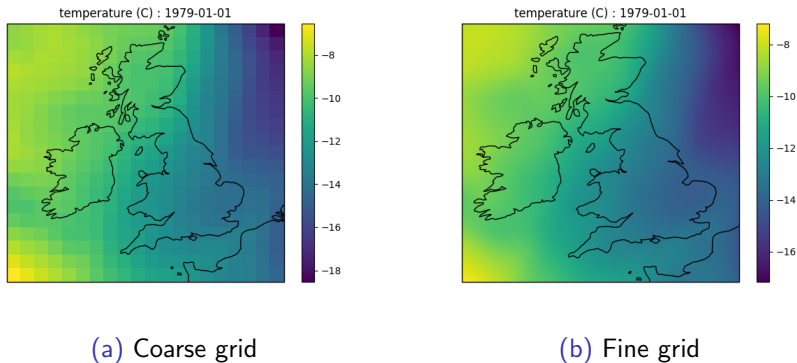 temperature (C) : 1979-01-01
−8
−10
−12
−14
−16
−18
(a) Coarse grid
temperature (C) : 1979-01-01
−8
−10
−12
−14
−16
(b) Fine grid